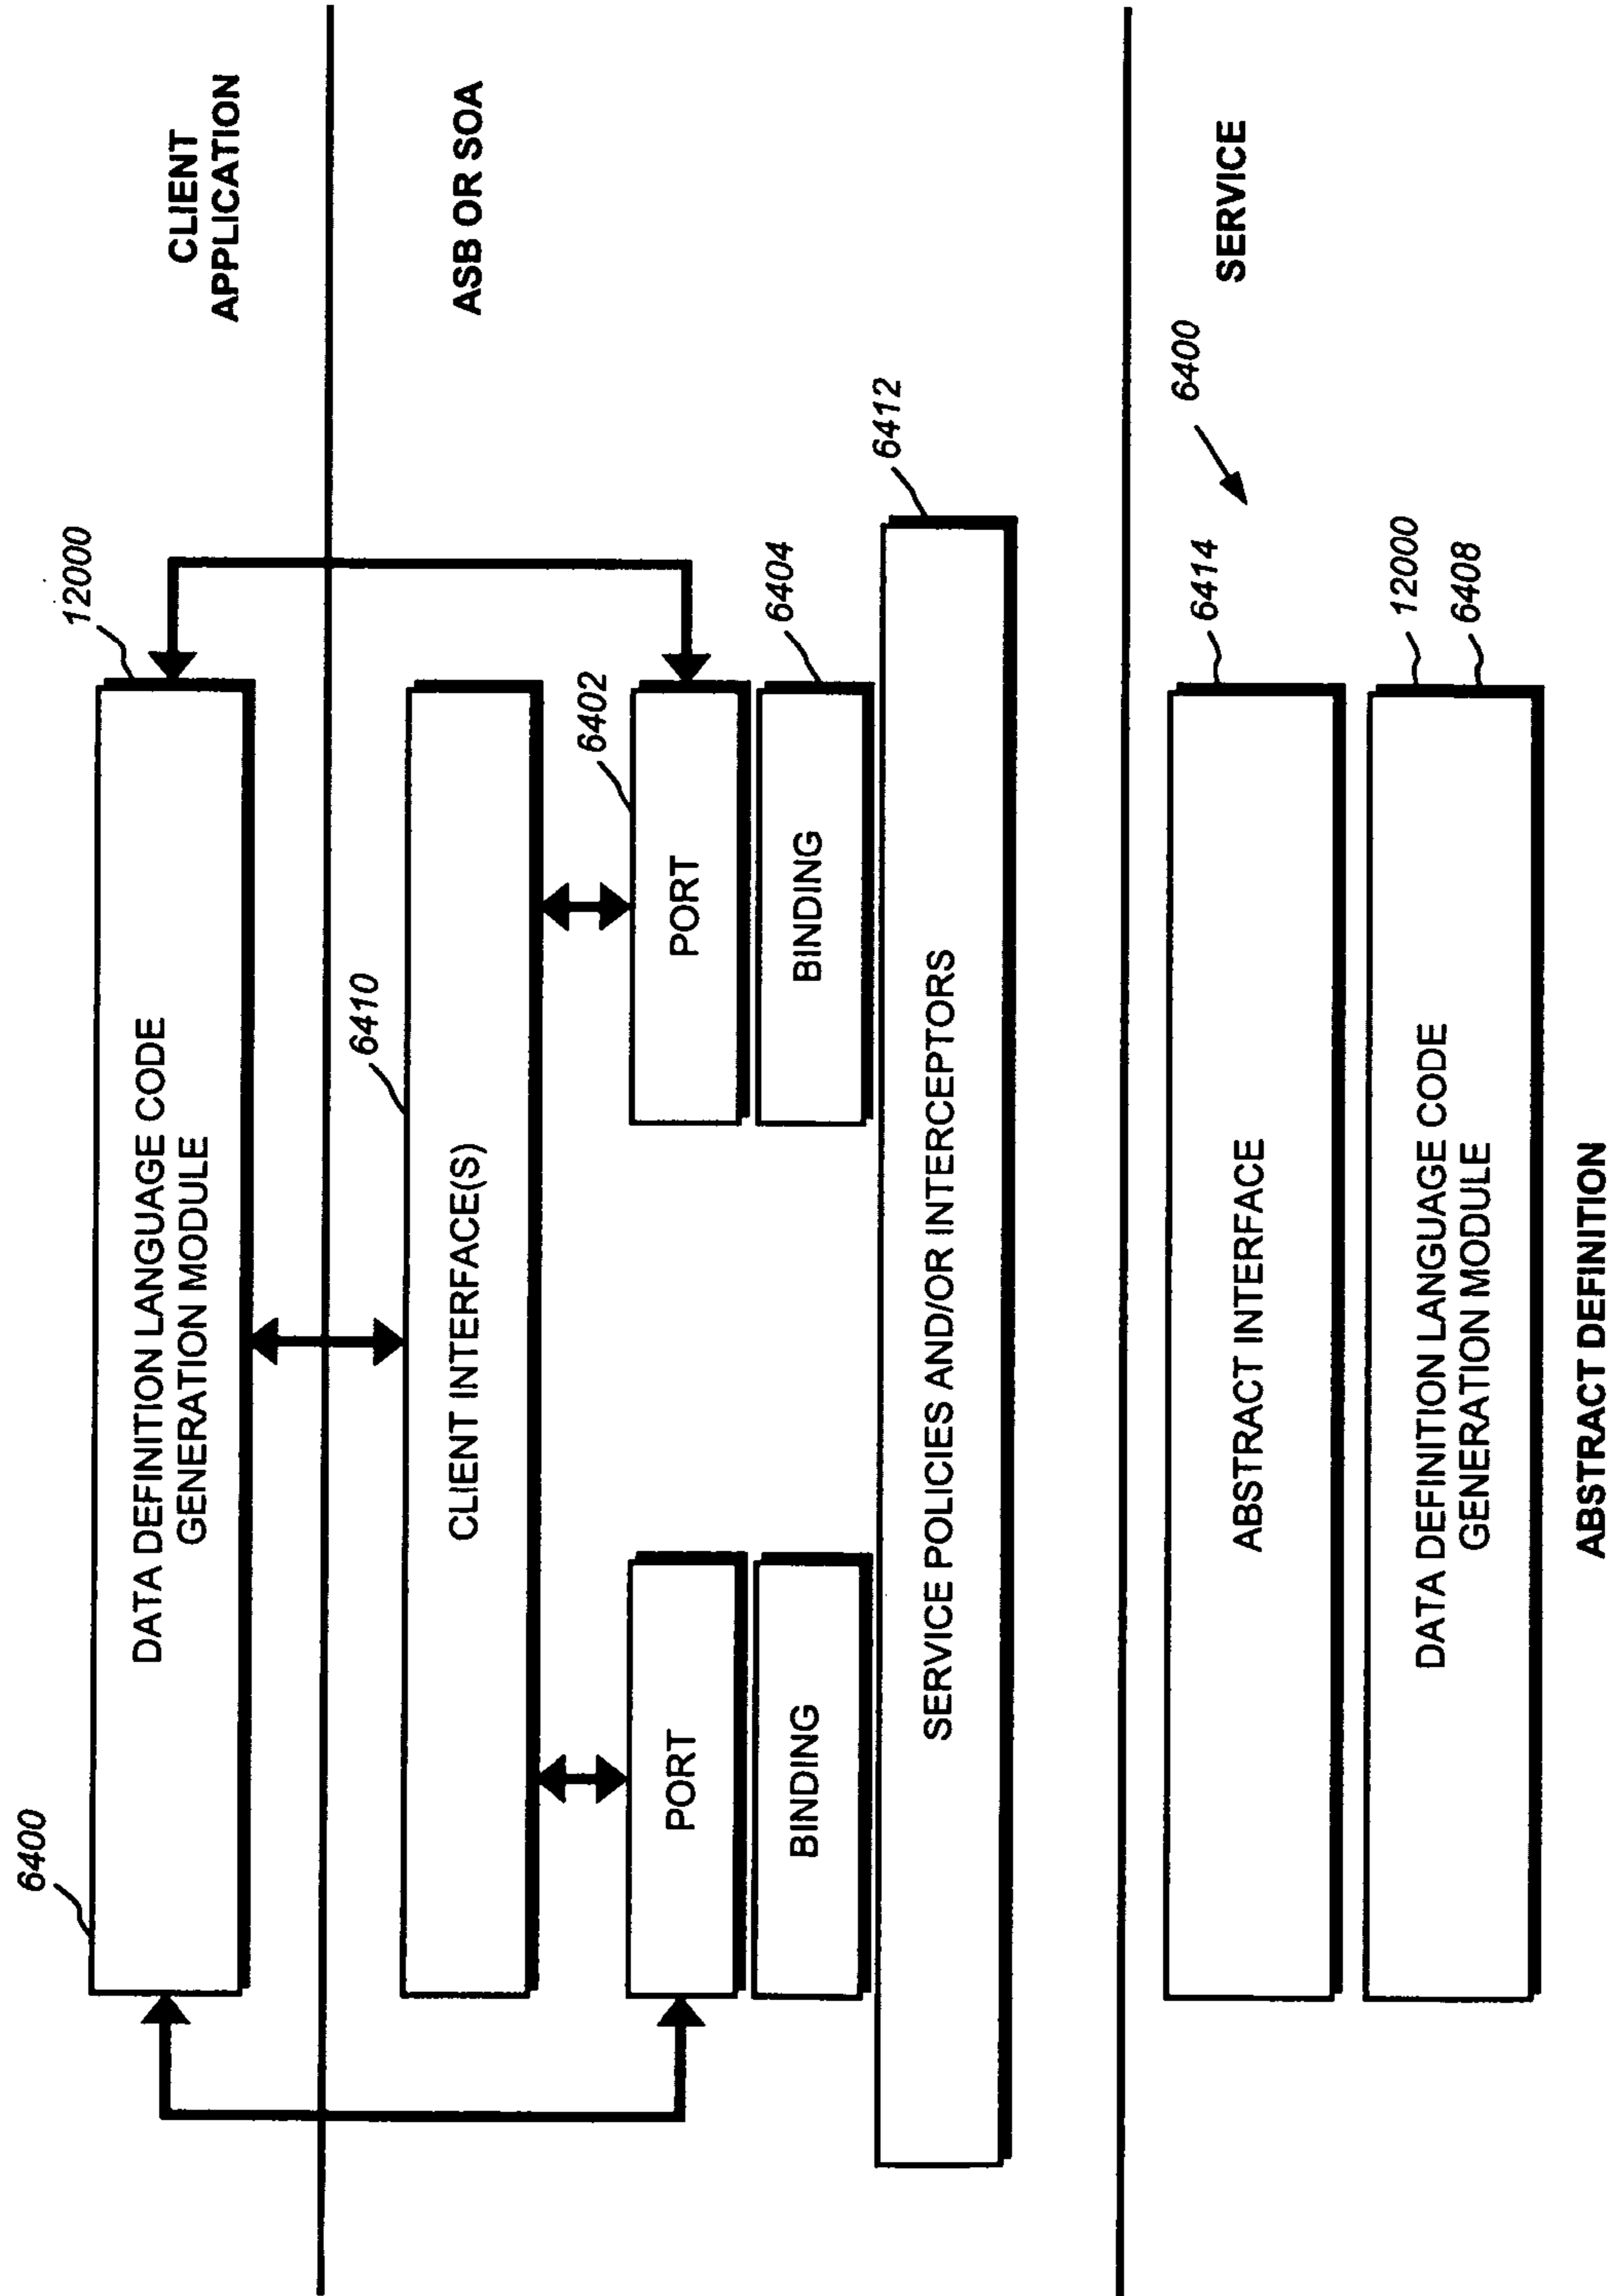 6400
12000
DATA DEFINITION LANGUAGE CODE
GENERATION MODULE
CLIENT
APPLICATION
6410
CLIENT INTERFACE(S)
ASB OR SOA
6402
PORT
PORT
6404
BINDING
BINDING
6412
SERVICE POLICIES AND/OR INTERCEPTORS
6400
SERVICE
6414
ABSTRACT INTERFACE
12000
6408
DATA DEFINITION LANGUAGE CODE
GENERATION MODULE
ABSTRACT DEFINITION